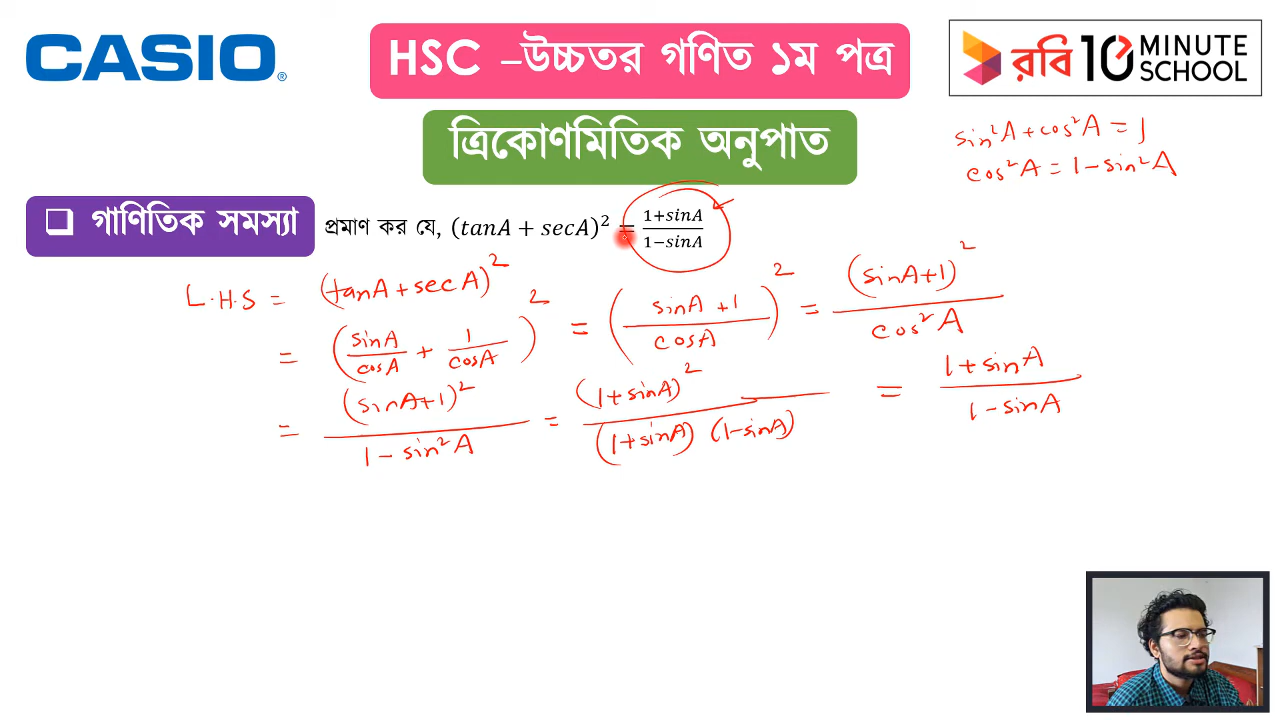 CASIO
HSC –উচ্চতর গণিত ১ম পত্র
রবি 10 MINUTE SCHOOL
ত্রিকোণমিতিক অনুপাত
sin²A + cos²A = 1
cos²A = 1 - sin²A
গাণিতিক সমস্যা প্রমাণ কর যে, (tanA + secA)² = (1+sinA)/(1−sinA)
L.H.S = (tanA + secA)²
= (sinA/cosA + 1/cosA)² = ((sinA + 1)/cosA)² = (sinA+1)²/cos²A
= (sinA+1)²/(1 - sin²A) = (1+sinA)²/((1+sinA) (1-sinA)) = (1+sinA)/(1-sinA)